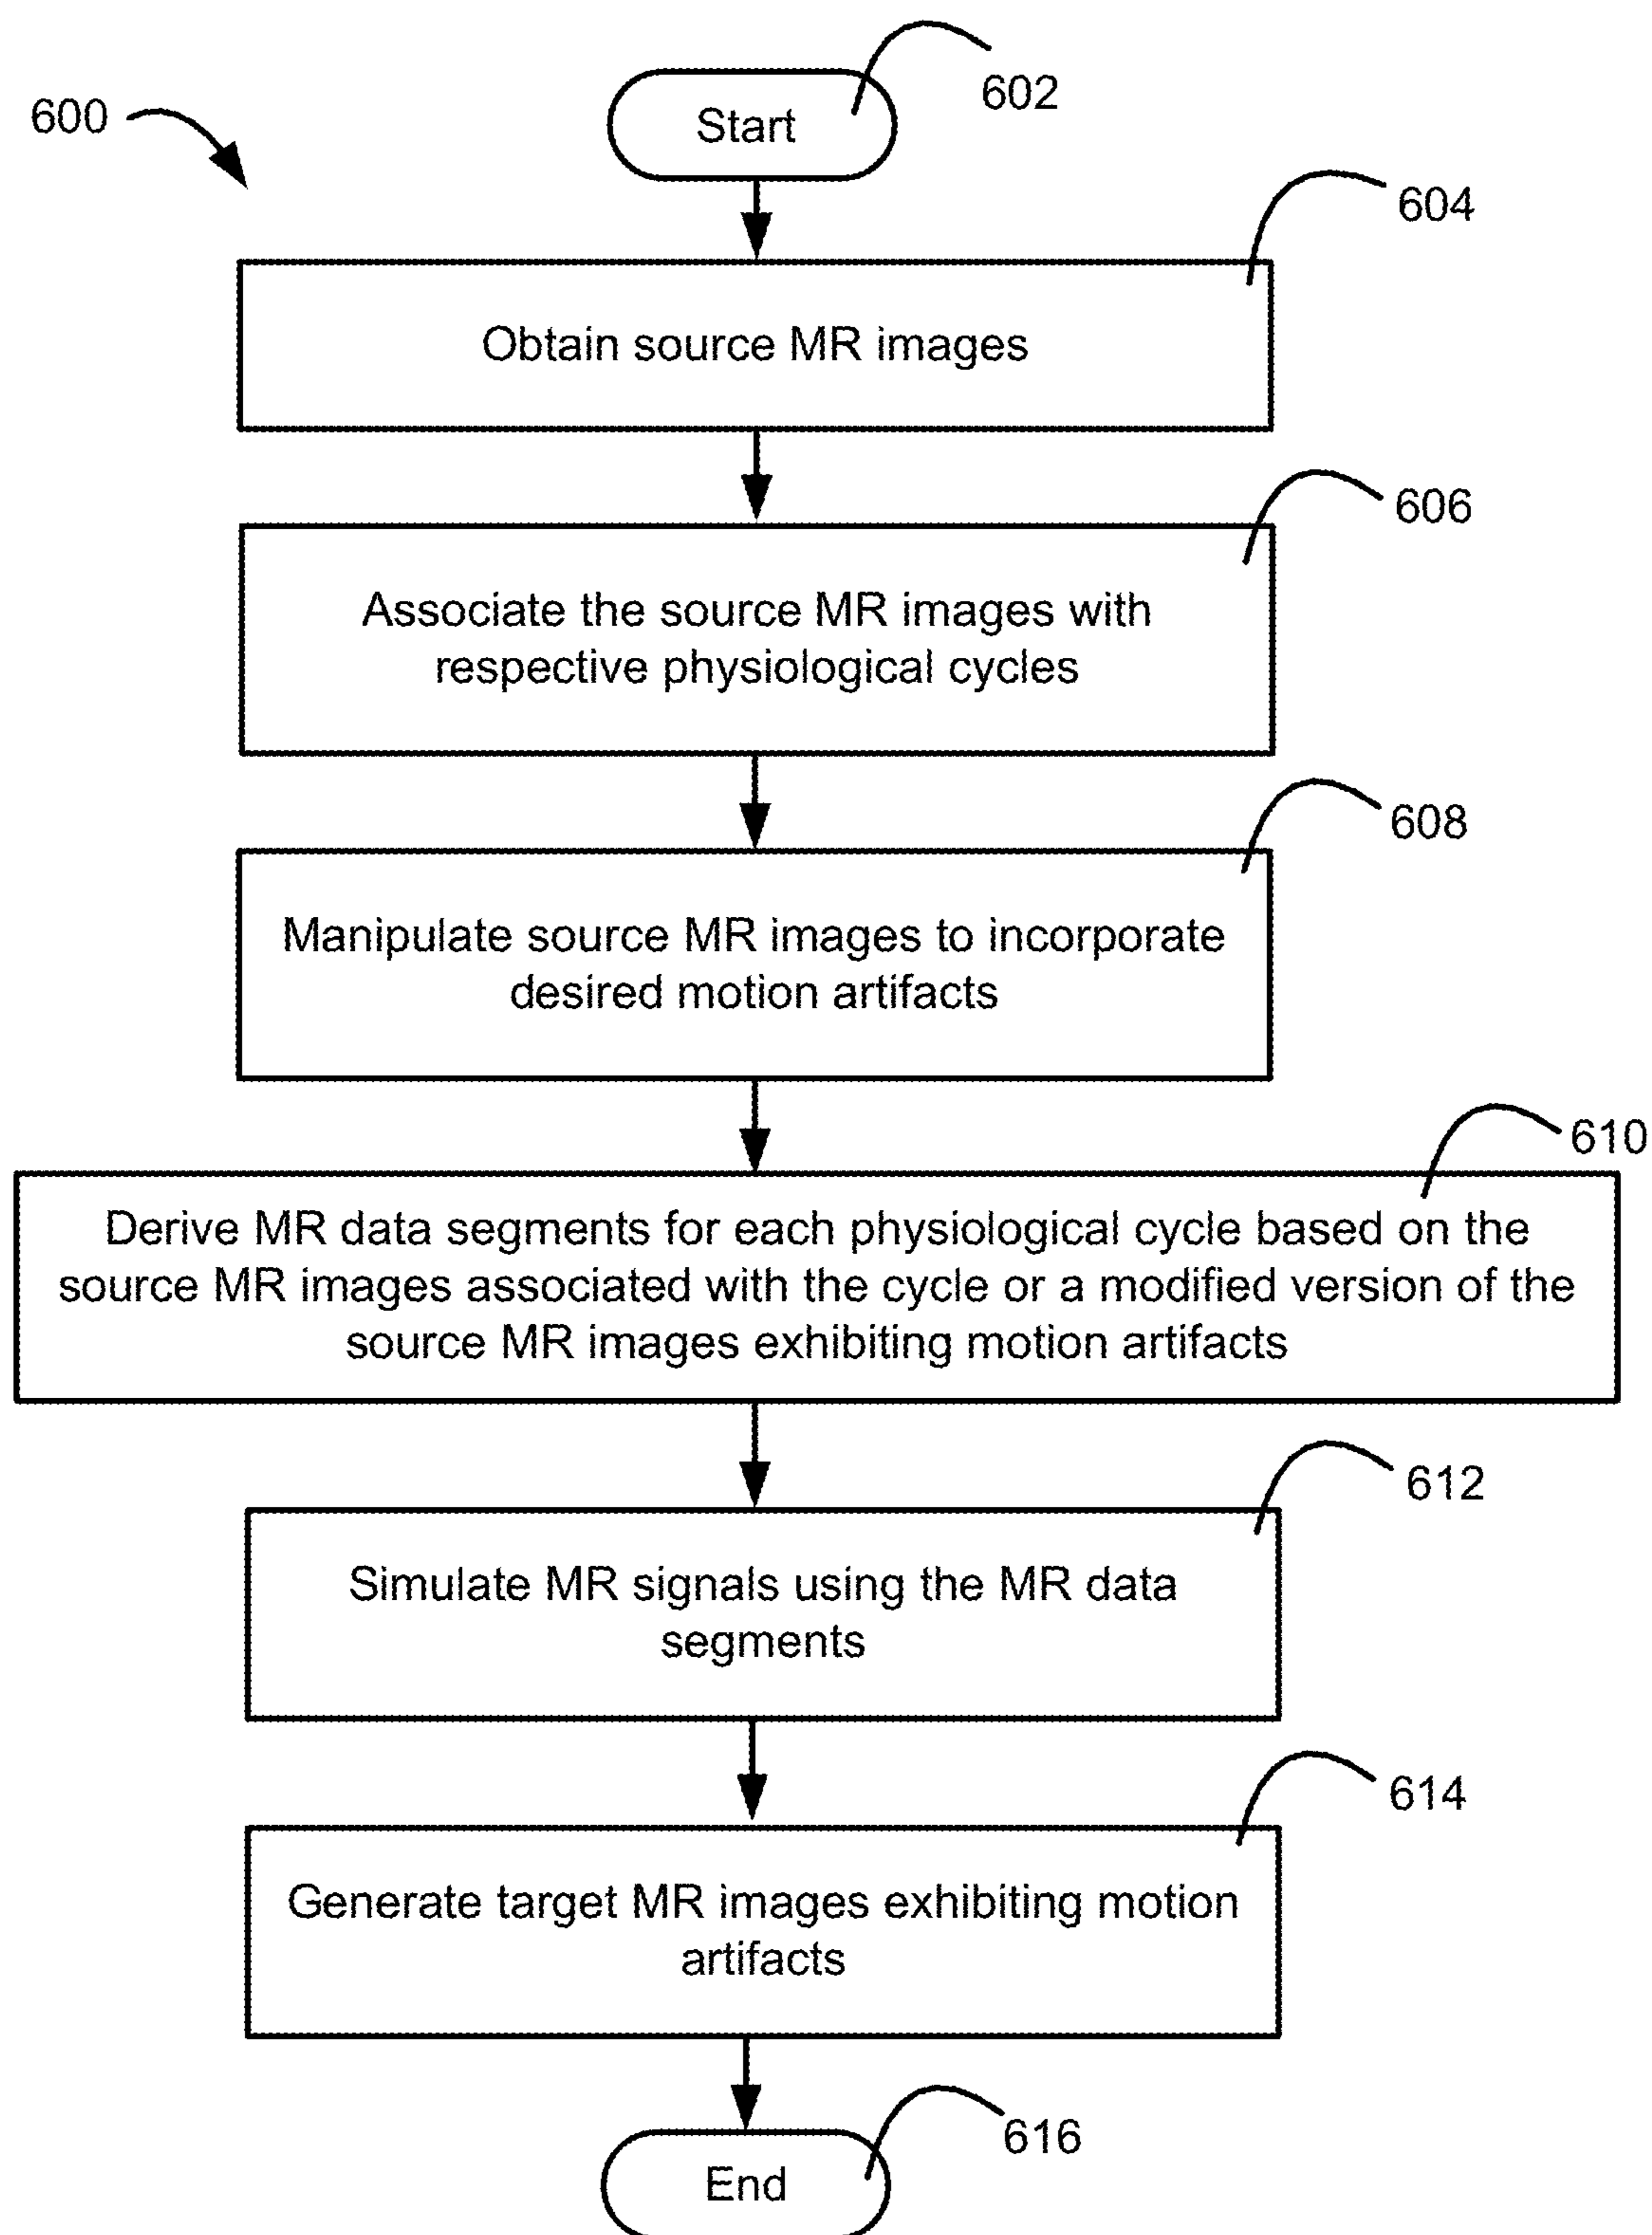 600
602
Start
604
Obtain source MR images
606
Associate the source MR images with
respective physiological cycles
608
Manipulate source MR images to incorporate
desired motion artifacts
610
Derive MR data segments for each physiological cycle based on the
source MR images associated with the cycle or a modified version of the
source MR images exhibiting motion artifacts
612
Simulate MR signals using the MR data
segments
614
Generate target MR images exhibiting motion
artifacts
616
End